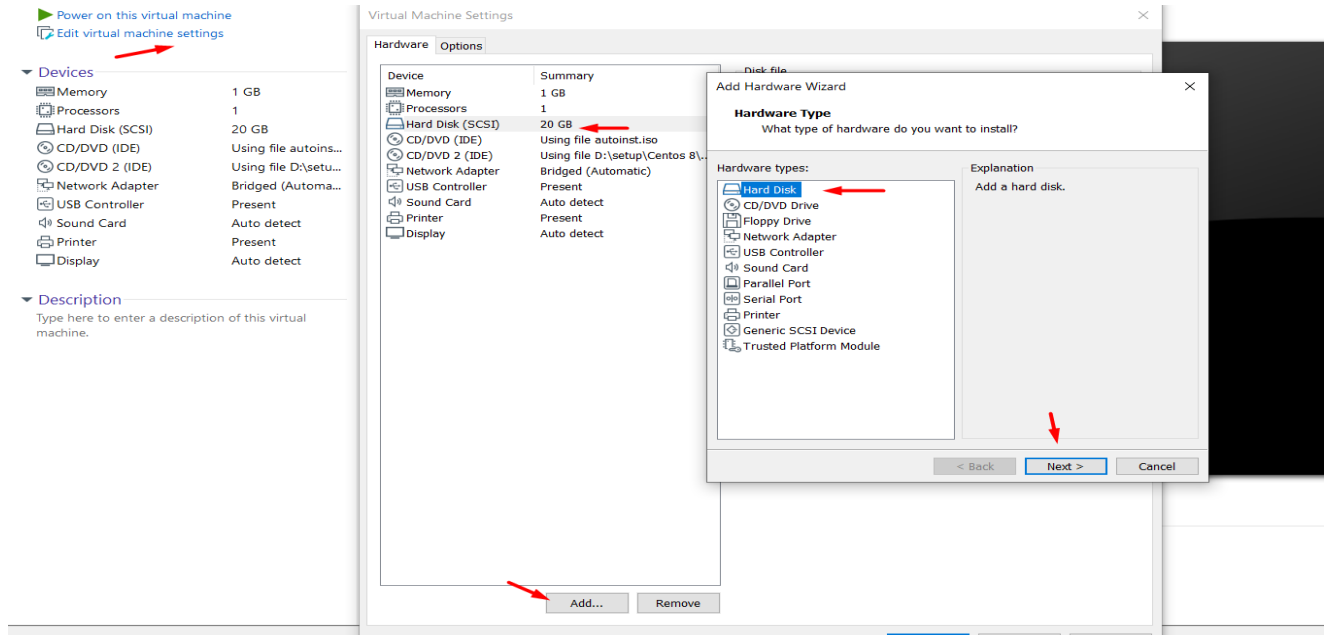 Power on this virtual machine
Edit virtual machine settings
Devices
Memory 1 GB
Processors 1
Hard Disk (SCSI) 20 GB
CD/DVD (IDE) Using file autoins...
CD/DVD 2 (IDE) Using file D:\setu...
Network Adapter Bridged (Automa...
USB Controller Present
Sound Card Auto detect
Printer Present
Display Auto detect
Description
Type here to enter a description of this virtual
machine.
Virtual Machine Settings
Hardware Options
Device Summary
Memory 1 GB
Processors 1
Hard Disk (SCSI) 20 GB
CD/DVD (IDE) Using file autoinst.iso
CD/DVD 2 (IDE) Using file D:\setup\Centos 8\..
Network Adapter Bridged (Automatic)
USB Controller Present
Sound Card Auto detect
Printer Present
Display Auto detect
Add... Remove
Disk file
Add Hardware Wizard
Hardware Type
What type of hardware do you want to install?
Hardware types:
Hard Disk
CD/DVD Drive
Floppy Drive
Network Adapter
USB Controller
Sound Card
Parallel Port
Serial Port
Printer
Generic SCSI Device
Trusted Platform Module
Explanation
Add a hard disk.
< Back Next > Cancel